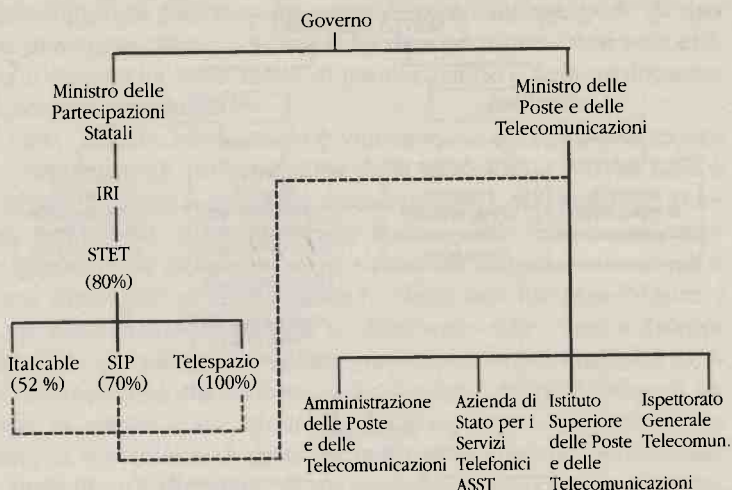 Governo
Ministro delle
Partecipazioni
Statali
Ministro delle
Poste e delle
Telecomunicazioni
IRI
STET
(80%)
Italcable
(52 %)
SIP
(70%)
Telespazio
(100%)
Amministrazione
delle Poste
e delle
Telecomunicazioni
Azienda di
Stato per i
Servizi
Telefonici
ASST
Istituto
Superiore
delle Poste
e delle
Telecomunicazioni
Ispettorato
Generale
Telecomun.